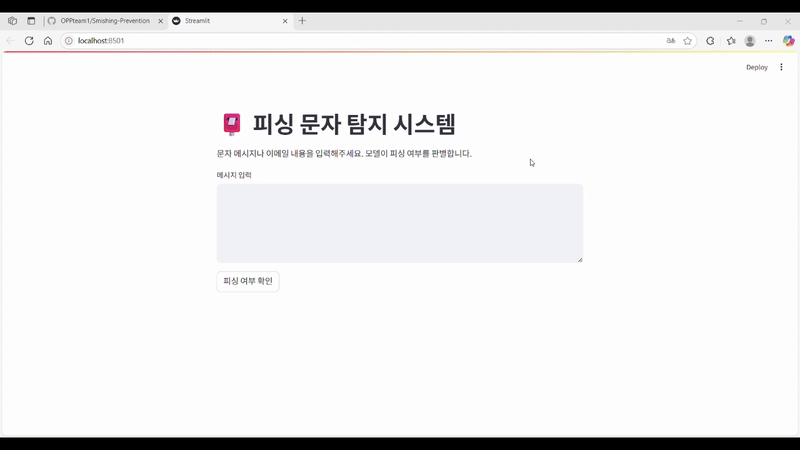 OPPteam1/Smishing-Prevention
Streamlit
localhost:8501
Deploy
피싱 문자 탐지 시스템
문자 메시지나 이메일 내용을 입력해주세요. 모델이 피싱 여부를 판별합니다.
메시지 입력
피싱 여부 확인